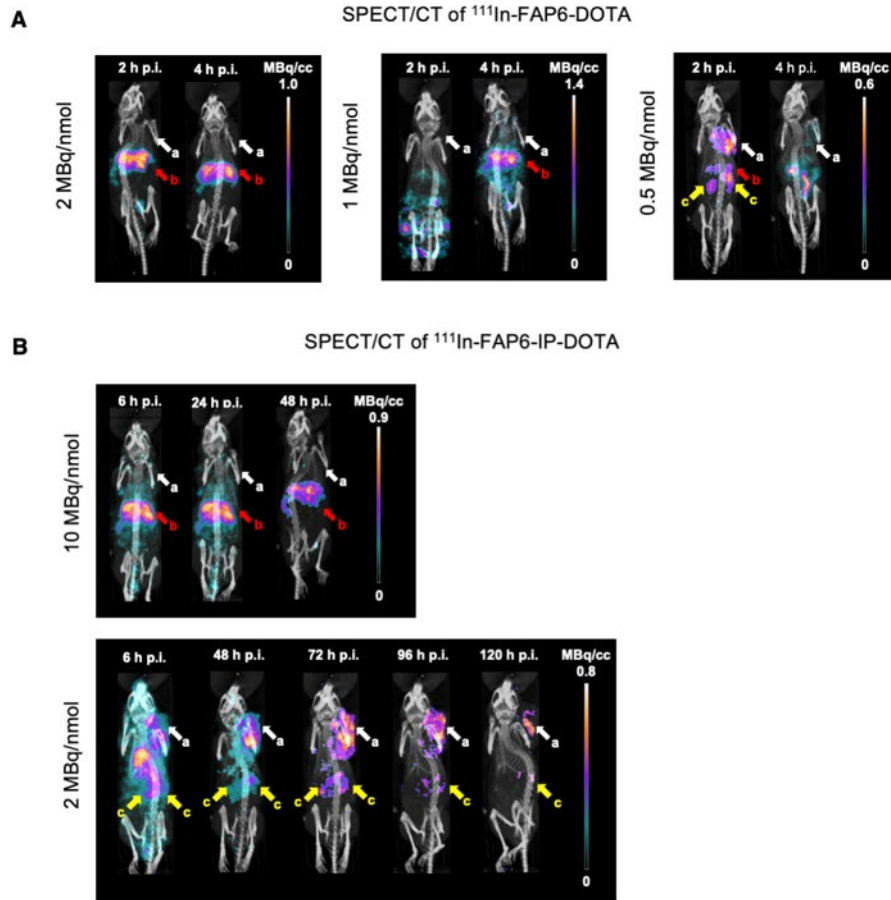 A
SPECT/CT of ¹¹¹In-FAP6-DOTA
2 MBq/nmol
2 h p.i. 4 h p.i. MBq/cc
1.0
a a
b b
0
1 MBq/nmol
2 h p.i. 4 h p.i. MBq/cc
1.4
a a
b
0
0.5 MBq/nmol
2 h p.i. 4 h p.i. MBq/cc
0.6
a a
b
c c
0
B
SPECT/CT of ¹¹¹In-FAP6-IP-DOTA
10 MBq/nmol
6 h p.i. 24 h p.i. 48 h p.i. MBq/cc
0.9
a a a
b b b
0
2 MBq/nmol
6 h p.i. 48 h p.i. 72 h p.i. 96 h p.i. 120 h p.i. MBq/cc
0.8
a a a a a
c c c c c c c c
0